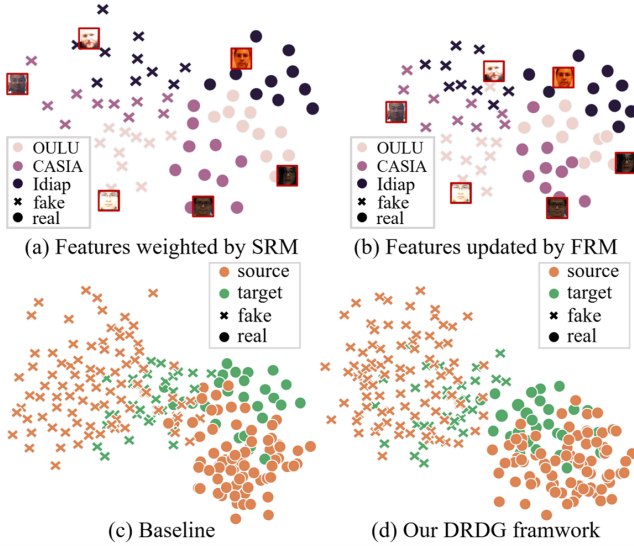 OULU
CASIA
Idiap
fake
real
(a) Features weighted by SRM
OULU
CASIA
Idiap
fake
real
(b) Features updated by FRM
source
target
fake
real
(c) Baseline
source
target
fake
real
(d) Our DRDG framwork